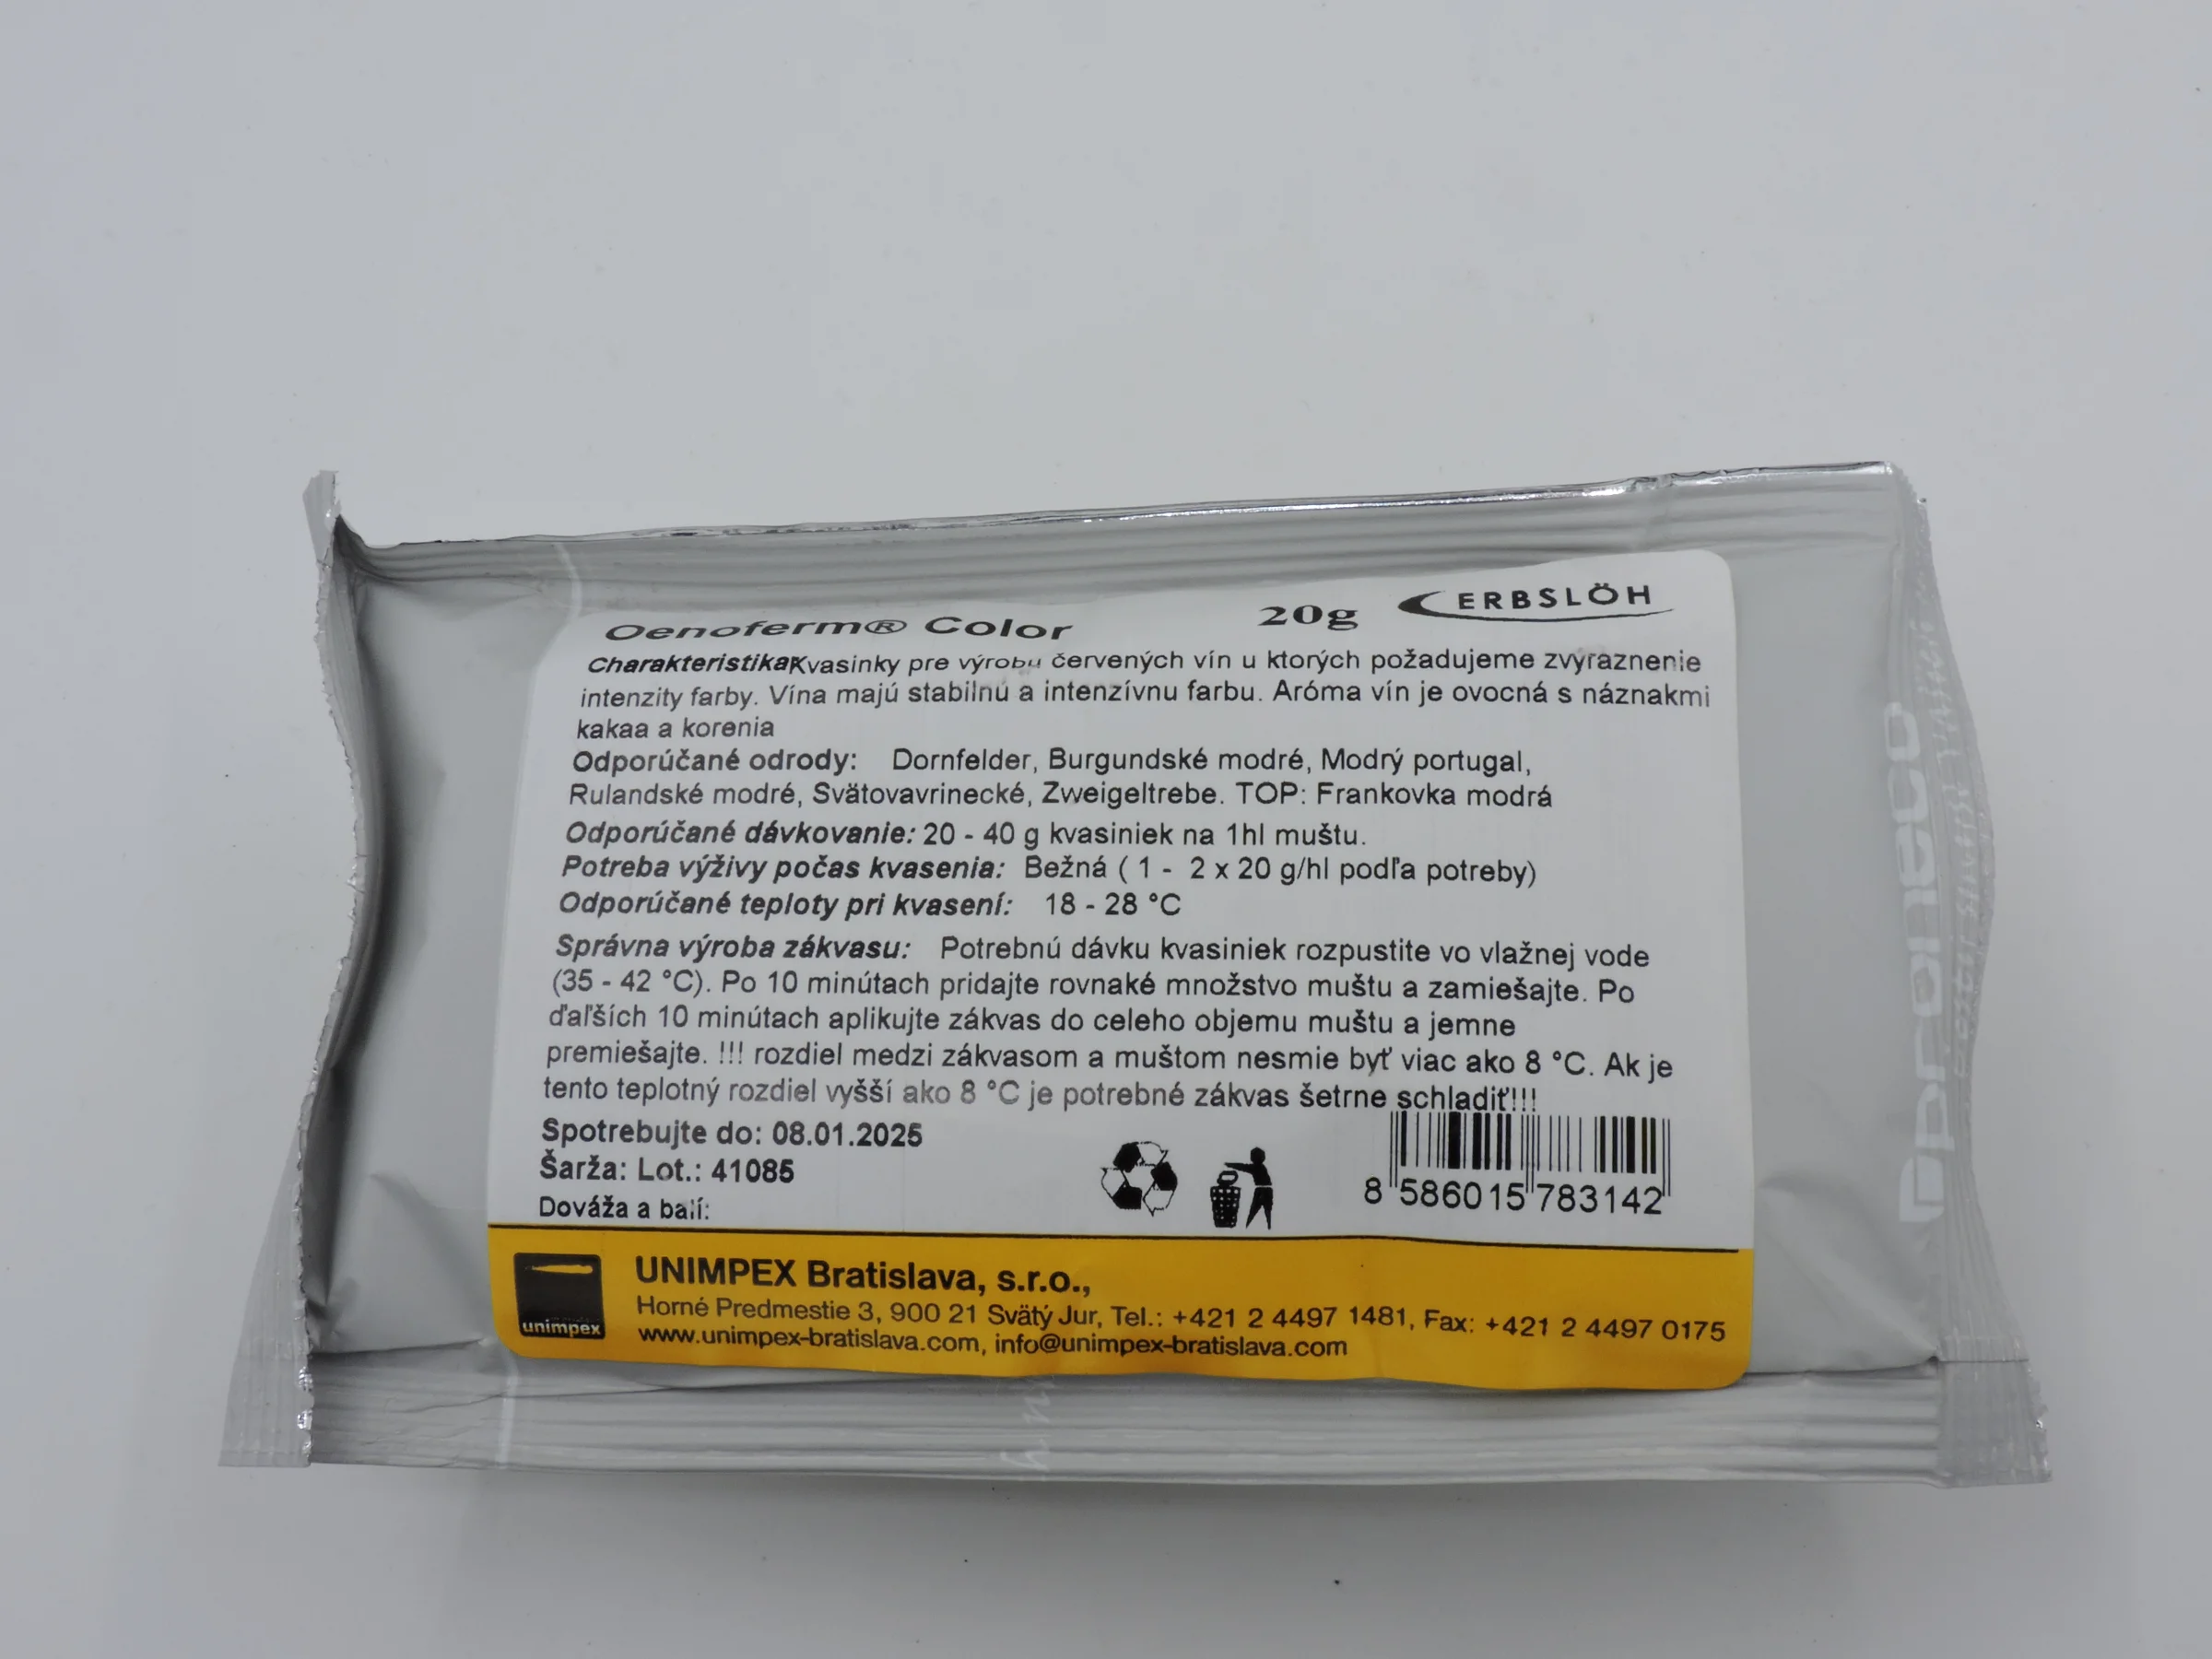 Oenoferm® Color 20g ERBSLÖH
CharakteristikaKvasinky pre výrobu červených vín u ktorých požadujeme zvýraznenie
intenzity farby. Vína majú stabilnú a intenzívnu farbu. Aróma vín je ovocná s náznakmi
kakaa a korenia
Odporúčané odrody: Dornfelder, Burgundské modré, Modrý portugal,
Rulandské modré, Svätovavrinecké, Zweigeltrebe. TOP: Frankovka modrá
Odporúčané dávkovanie: 20 - 40 g kvasiniek na 1hl muštu.
Potreba výživy počas kvasenia: Bežná ( 1 - 2 x 20 g/hl podľa potreby)
Odporúčané teploty pri kvasení: 18 - 28 °C
Správna výroba zákvasu: Potrebnú dávku kvasiniek rozpustite vo vlažnej vode
(35 - 42 °C). Po 10 minútach pridajte rovnaké množstvo muštu a zamiešajte. Po
ďaľších 10 minútach aplikujte zákvas do celeho objemu muštu a jemne
premiešajte. !!! rozdiel medzi zákvasom a muštom nesmie byť viac ako 8 °C. Ak je
tento teplotný rozdiel vyšší ako 8 °C je potrebné zákvas šetrne schladiť!!!
Spotrebujte do: 08.01.2025
Šarža: Lot.: 41085
Dováža a balí:
8 586015 783142
unimpex
UNIMPEX Bratislava, s.r.o.,
Horné Predmestie 3, 900 21 Svätý Jur, Tel.: +421 2 4497 1481, Fax: +421 2 4497 0175
www.unimpex-bratislava.com, info@unimpex-bratislava.com